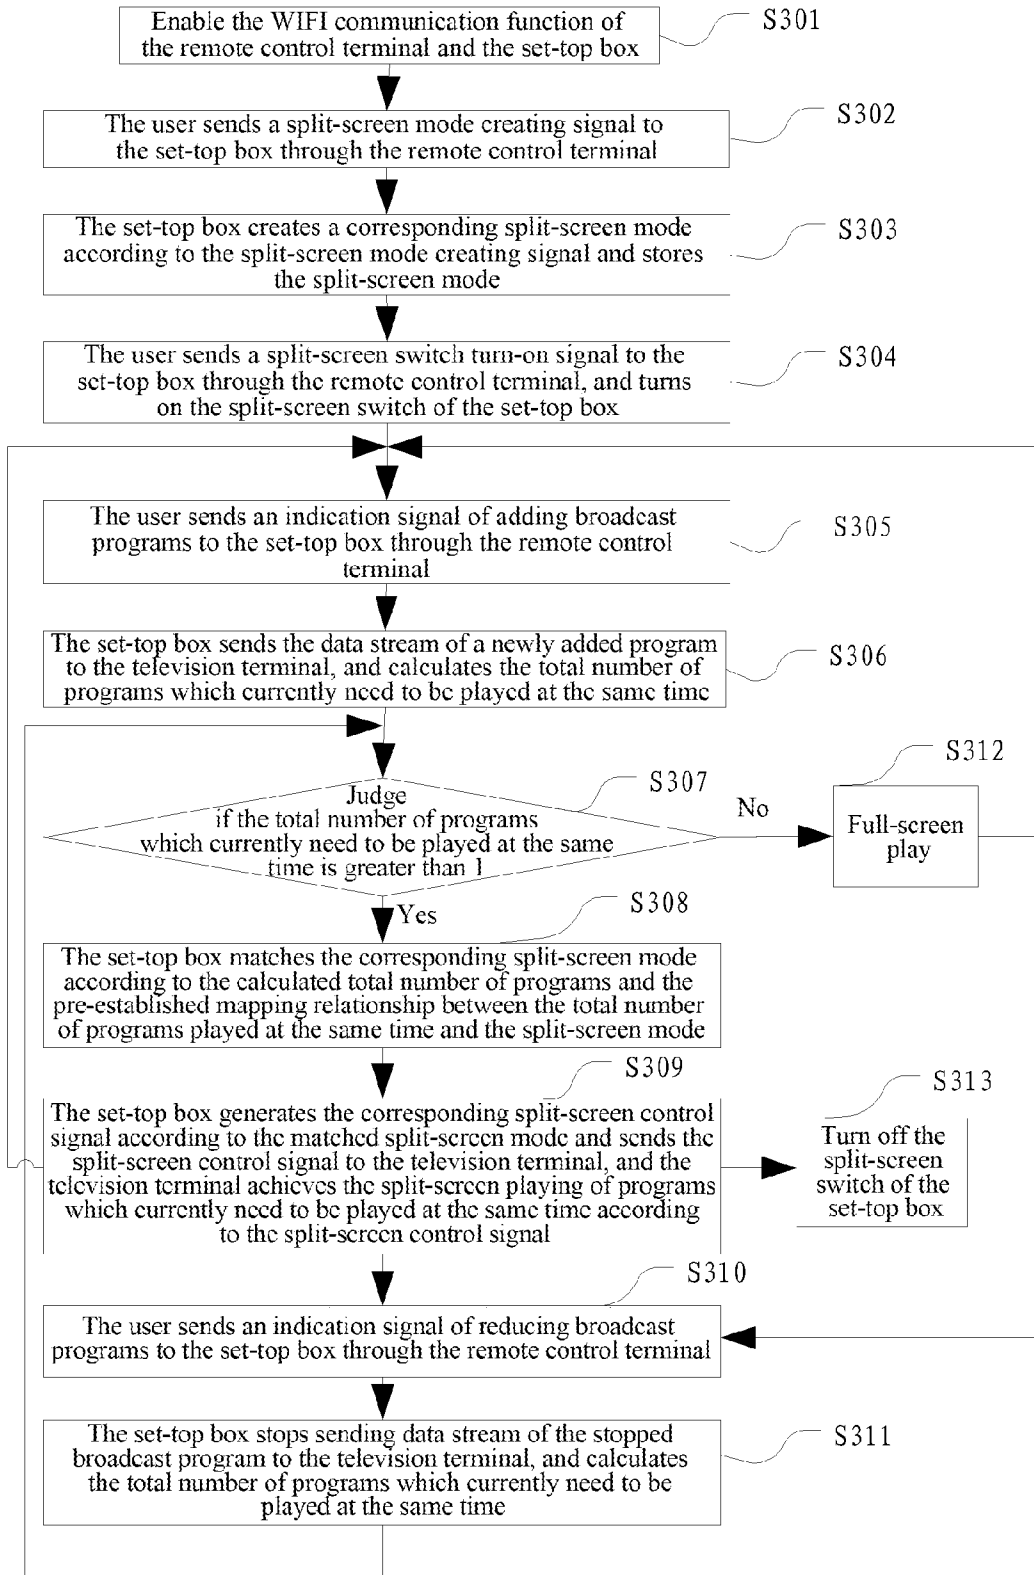 Enable the WIFI communication function of
the remote control terminal and the set-top box
S301
The user sends a split-screen mode creating signal to
the set-top box through the remote control terminal
S302
The set-top box creates a corresponding split-screen mode
according to the split-screen mode creating signal and stores
the split-screen mode
S303
The user sends a split-screen switch turn-on signal to the
set-top box through the remote control terminal, and turns
on the split-screen switch of the set-top box
S304
The user sends an indication signal of adding broadcast
programs to the set-top box through the remote control
terminal
S305
The set-top box sends the data stream of a newly added program
to the television terminal, and calculates the total number of
programs which currently need to be played at the same time
S306
Judge
if the total number of programs
which currently need to be played at the same
time is greater than 1
S307
No
Full-screen
play
S312
Yes
The set-top box matches the corresponding split-screen mode
according to the calculated total number of programs and the
pre-established mapping relationship between the total number
of programs played at the same time and the split-screen mode
S308
The set-top box generates the corresponding split-screen control
signal according to the matched split-screen mode and sends the
split-screen control signal to the television terminal, and the
television terminal achieves the split-screen playing of programs
which currently need to be played at the same time according
to the split-screen control signal
S309
Turn off the
split-screen
switch of the
set-top box
S313
The user sends an indication signal of reducing broadcast
programs to the set-top box through the remote control terminal
S310
The set-top box stops sending data stream of the stopped
broadcast program to the television terminal, and calculates
the total number of programs which currently need to be
played at the same time
S311